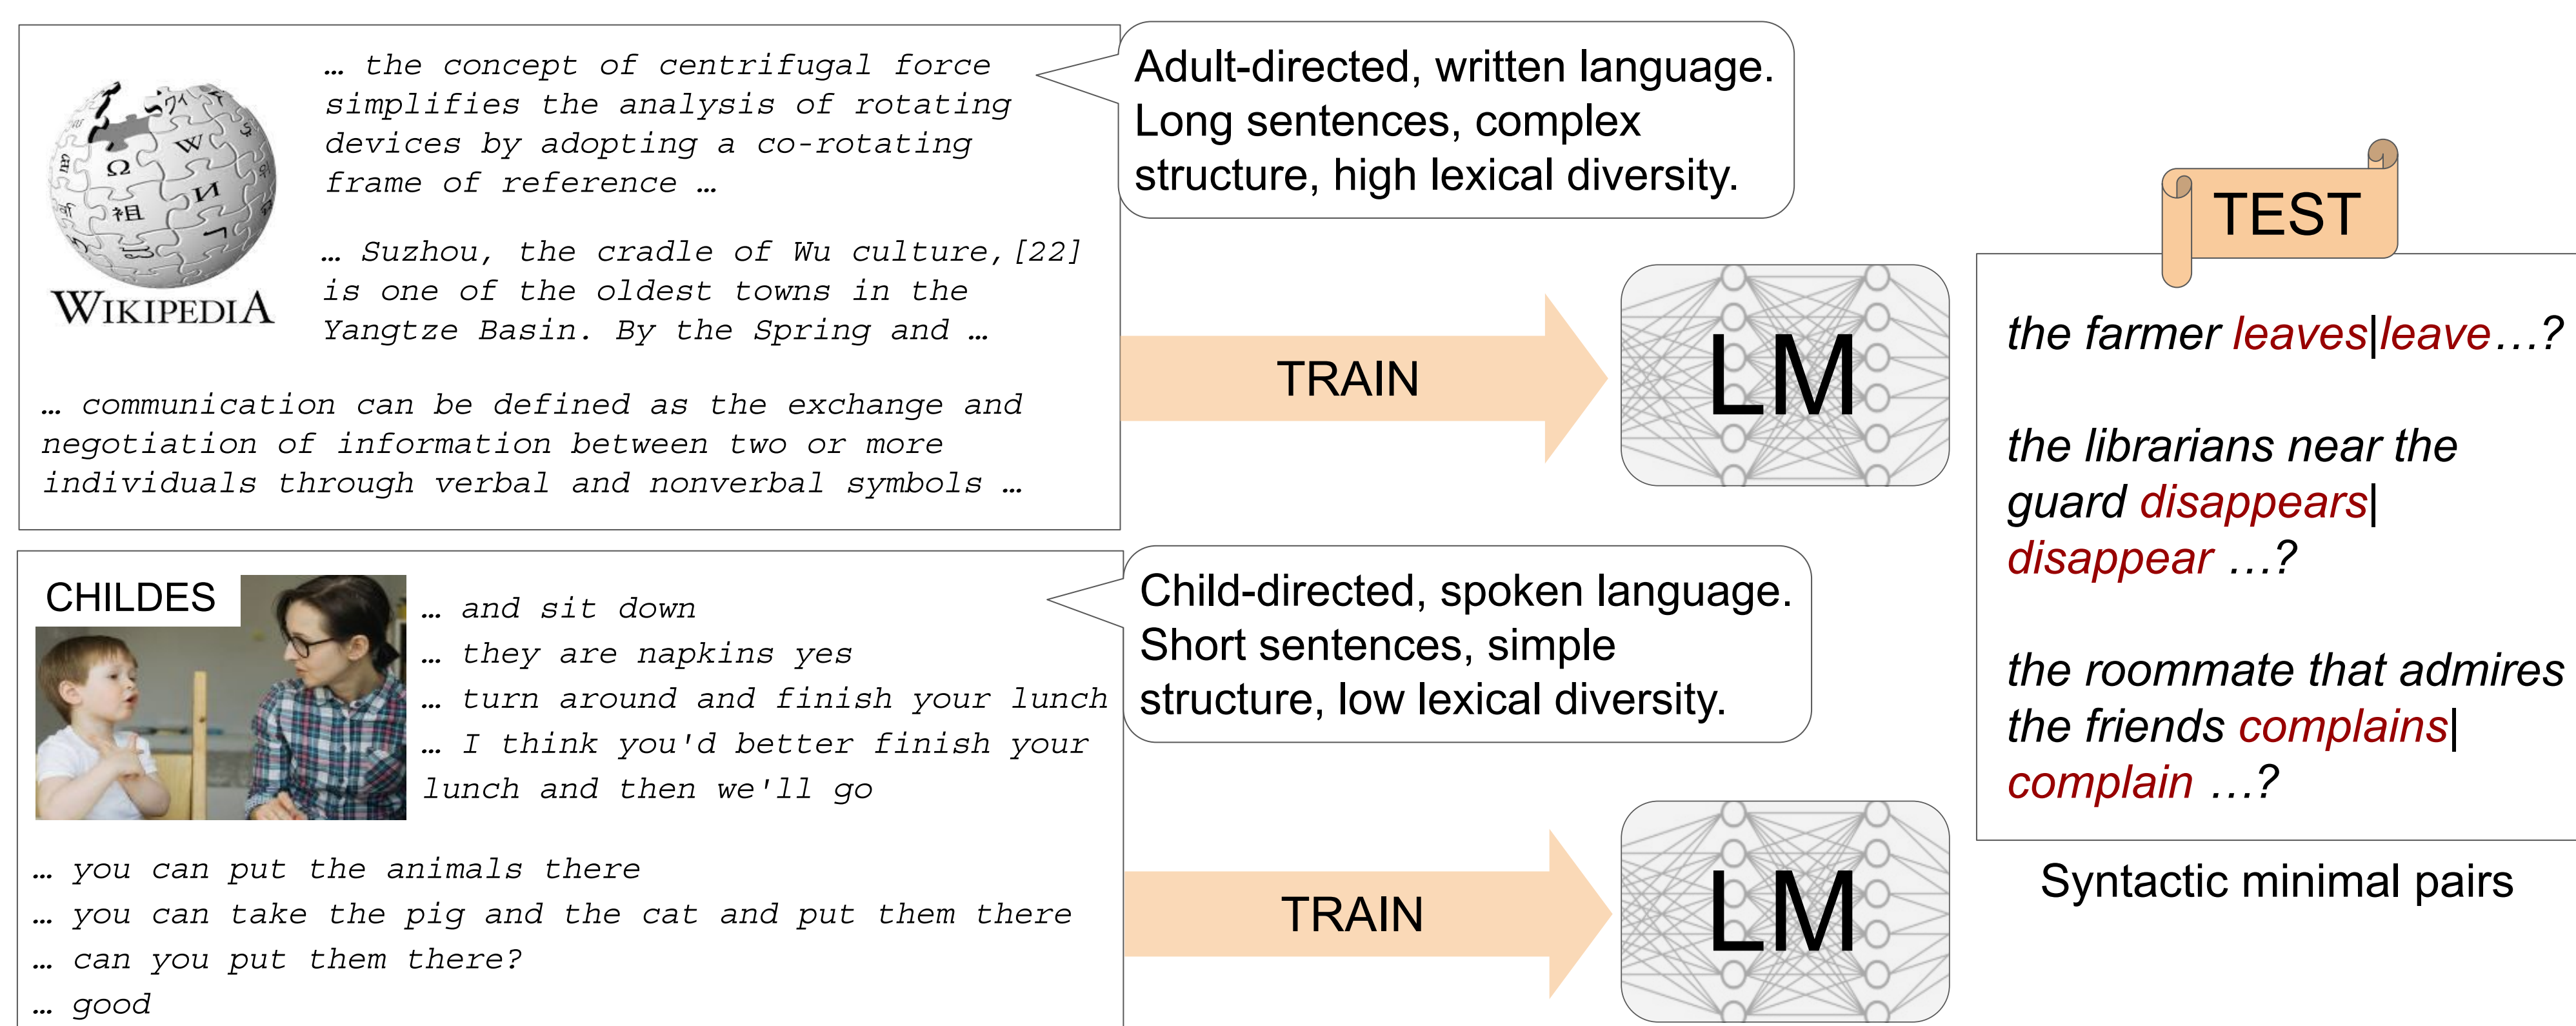 … the concept of centrifugal force
simplifies the analysis of rotating
devices by adopting a co-rotating
frame of reference …
… Suzhou, the cradle of Wu culture,[22]
is one of the oldest towns in the
Yangtze Basin. By the Spring and …
WIKIPEDIA
… communication can be defined as the exchange and
negotiation of information between two or more
individuals through verbal and nonverbal symbols …
Adult-directed, written language.
Long sentences, complex
structure, high lexical diversity.
TRAIN
LM
CHILDES
… and sit down
… they are napkins yes
… turn around and finish your lunch
… I think you'd better finish your
lunch and then we'll go
… you can put the animals there
… you can take the pig and the cat and put them there
… can you put them there?
… good
Child-directed, spoken language.
Short sentences, simple
structure, low lexical diversity.
TRAIN
LM
TEST
the farmer leaves|leave…?
the librarians near the
guard disappears|
disappear …?
the roommate that admires
the friends complains|
complain …?
Syntactic minimal pairs